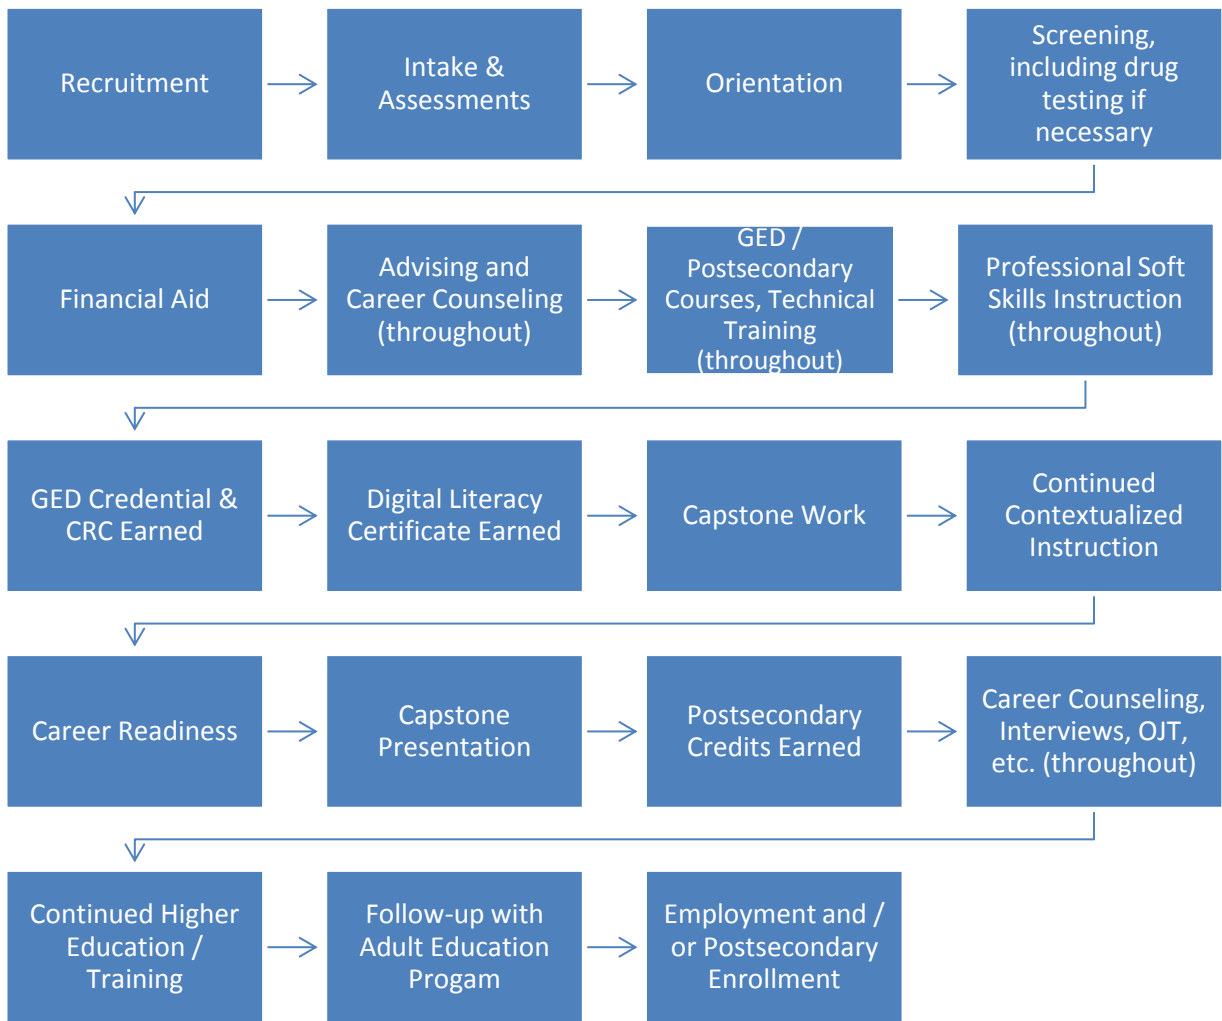 Recruitment
Intake &
Assessments
Orientation
Screening,
including drug
testing if
necessary
Financial Aid
Advising and
Career Counseling
(throughout)
GED /
Postsecondary
Courses, Technical
Training
(throughout)
Professional Soft
Skills Instruction
(throughout)
GED Credential &
CRC Earned
Digital Literacy
Certificate Earned
Capstone Work
Continued
Contextualized
Instruction
Career Readiness
Capstone
Presentation
Postsecondary
Credits Earned
Career Counseling,
Interviews, OJT,
etc. (throughout)
Continued Higher
Education /
Training
Follow-up with
Adult Education
Progam
Employment and /
or Postsecondary
Enrollment